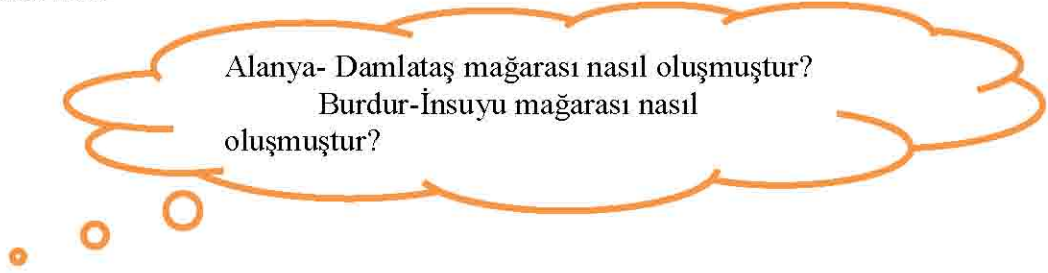 Alanya- Damlataş mağarası nasıl oluşmuştur?
Burdur-İnsuyu mağarası nasıl
oluşmuştur?